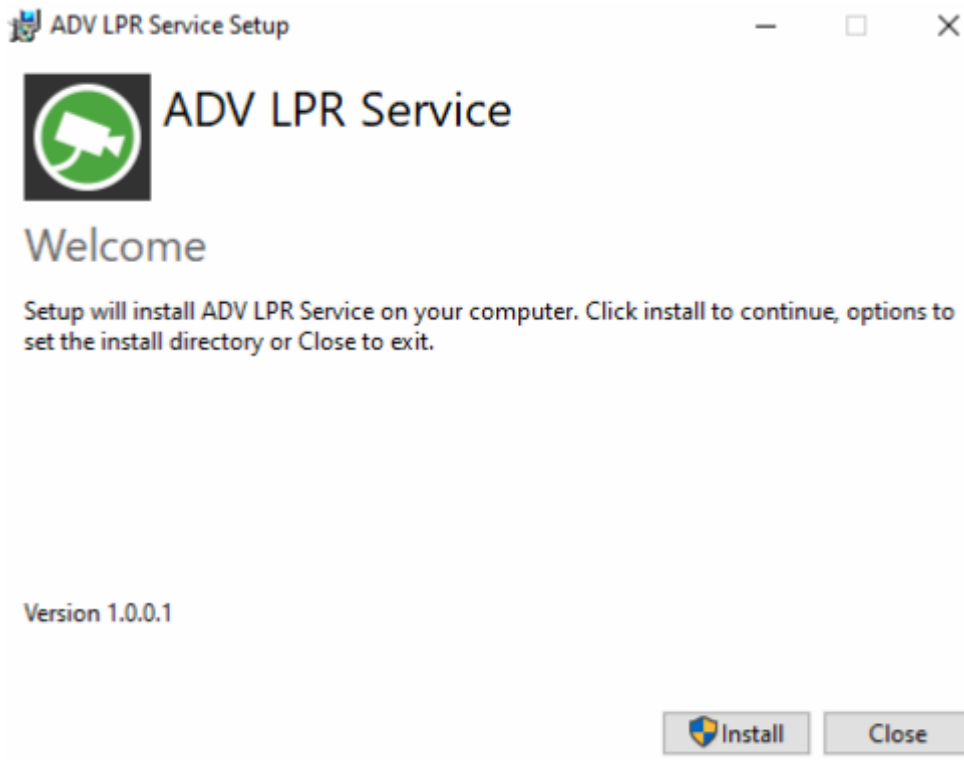 ADV LPR Service Setup
ADV LPR Service
Welcome
Setup will install ADV LPR Service on your computer. Click install to continue, options to
set the install directory or Close to exit.
Version 1.0.0.1
Install
Close